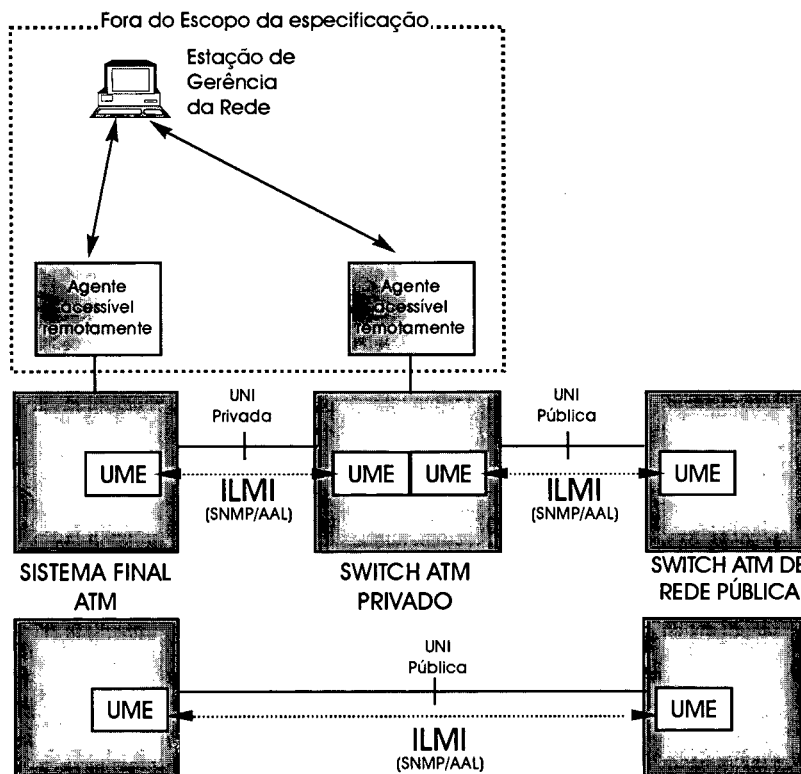 Fora do Escopo da especificação
Estação de
Gerência
da Rede
Agente
acessível
remotamente
Agente
acessível
remotamente
UNI
Privada
UNI
Pública
UME
ILMI
(SNMP/AAL)
UME
UME
ILMI
(SNMP/AAL)
UME
SISTEMA FINAL
ATM
SWITCH ATM
PRIVADO
SWITCH ATM DE
REDE PÚBLICA
UNI
Pública
UME
ILMI
(SNMP/AAL)
UME